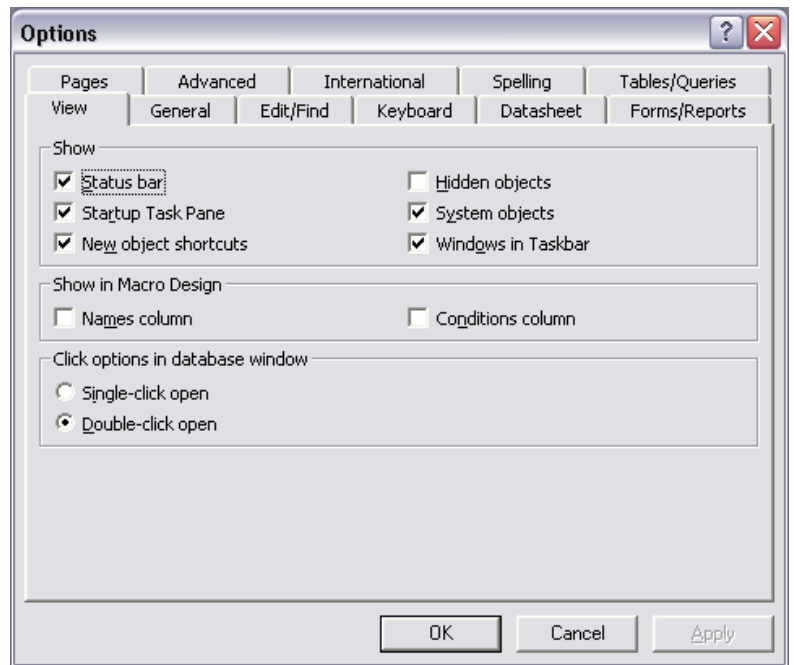 Options
Pages Advanced International Spelling Tables/Queries
View General Edit/Find Keyboard Datasheet Forms/Reports
Show
Status bar Hidden objects
Startup Task Pane System objects
New object shortcuts Windows in Taskbar
Show in Macro Design
Names column Conditions column
Click options in database window
Single-click open
Double-click open
OK Cancel Apply